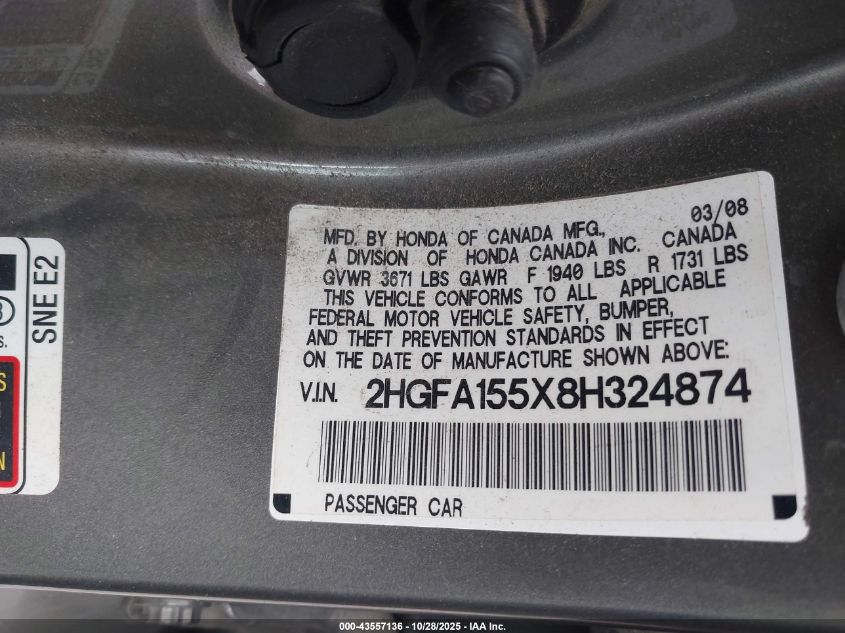 03/08
MFD. BY HONDA OF CANADA MFG.,
A DIVISION OF HONDA CANADA INC. CANADA
GVWR 3671 LBS GAWR F 1940 LBS R 1731 LBS
THIS VEHICLE CONFORMS TO ALL APPLICABLE
FEDERAL MOTOR VEHICLE SAFETY, BUMPER,
AND THEFT PREVENTION STANDARDS IN EFFECT
ON THE DATE OF MANUFACTURE SHOWN ABOVE:
V.I.N. 2HGFA155X8H324874
PASSENGER CAR
SNE E2
000-43557136 • 10/28/2025 • IAA Inc.